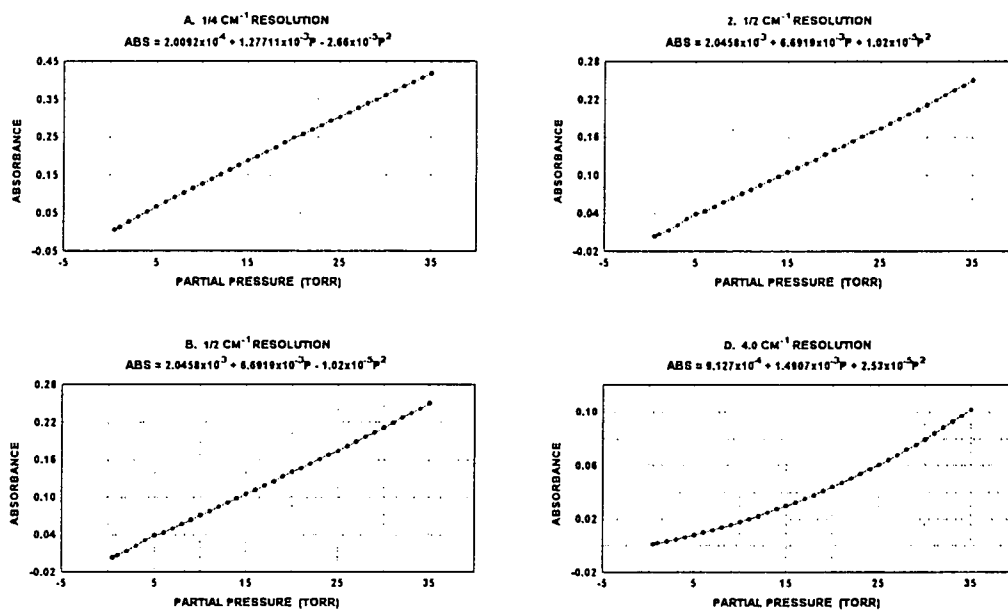 A. 1/4 CM⁻¹ RESOLUTION
ABS = 2.0092x10⁻⁴ + 1.27711x10⁻³P - 2.66x10⁻⁵P²
0.45
0.35
0.25
0.15
0.05
-0.05
ABSORBANCE
-5 5 15 25 35
PARTIAL PRESSURE (TORR)
2. 1/2 CM⁻¹ RESOLUTION
ABS = 2.0458x10⁻³ + 6.6919x10⁻³P + 1.02x10⁻⁵P²
0.28
0.22
0.16
0.10
0.04
-0.02
ABSORBANCE
-5 5 15 25 35
PARTIAL PRESSURE (TORR)
B. 1/2 CM⁻¹ RESOLUTION
ABS = 2.0458x10⁻³ + 6.6919x10⁻³P - 1.02x10⁻⁵P²
0.28
0.22
0.16
0.10
0.04
-0.02
ABSORBANCE
-5 5 15 25 35
PARTIAL PRESSURE (TORR)
D. 4.0 CM⁻¹ RESOLUTION
ABS = 9.127x10⁻⁴ + 1.4907x10⁻³P + 2.53x10⁻⁵P²
0.10
0.06
0.02
-0.02
ABSORBANCE
-5 5 15 25 35
PARTIAL PRESSURE (TORR)